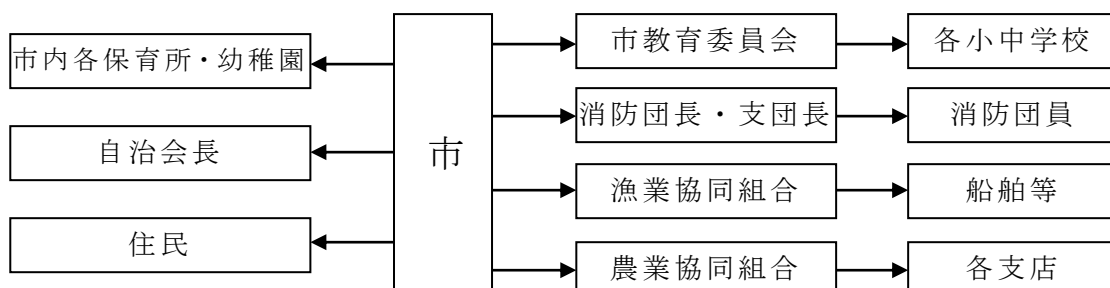 市内各保育所・幼稚園
自治会長
住民
市
市教育委員会
各小中学校
消防団長・支団長
消防団員
漁業協同組合
船舶等
農業協同組合
各支店